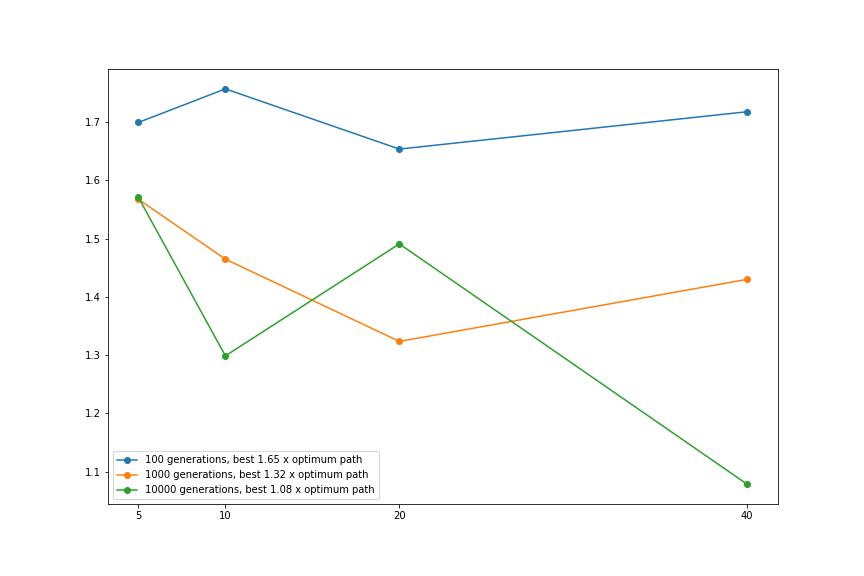 1.7
1.6
1.5
1.4
1.3
1.2
1.1
100 generations, best 1.65 x optimum path
1000 generations, best 1.32 x optimum path
10000 generations, best 1.08 x optimum path
5 10 20 40